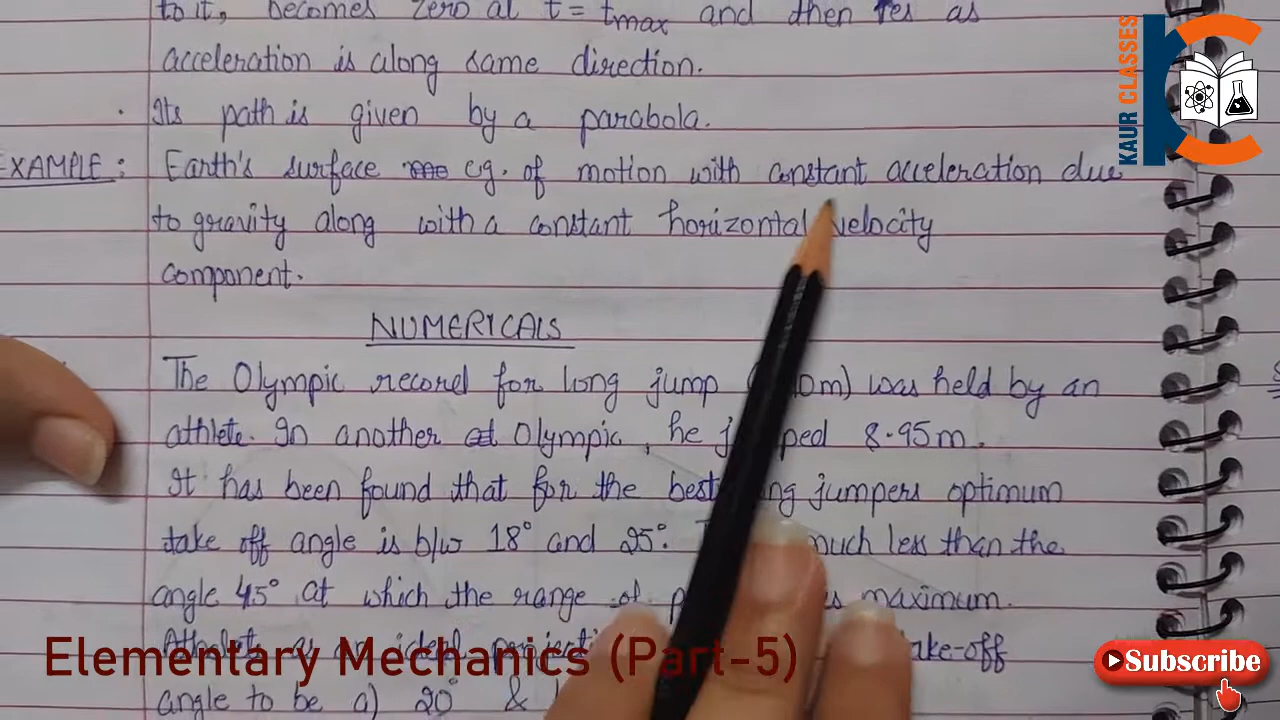 to it, becomes zero at t = tmax and then ↑es as
acceleration is along same direction.
Its path is given by a parabola.
EXAMPLE: Earth's surface e.g. of motion with constant acceleration due
to gravity along with a constant horizontal velocity
component.
NUMERICALS
The Olympic record for long jump 0m) was held by an
athlete. In another Olympic, he 8.95m.
It has been found that for the best jumpers optimum
take off angle is b/w 18° and 25°. much less than the
angle 45° at which the range of maximum.
take-off
angle to be a) 20° &
KAUR CLASSES
Elementary Mechanics (Part-5)
Subscribe